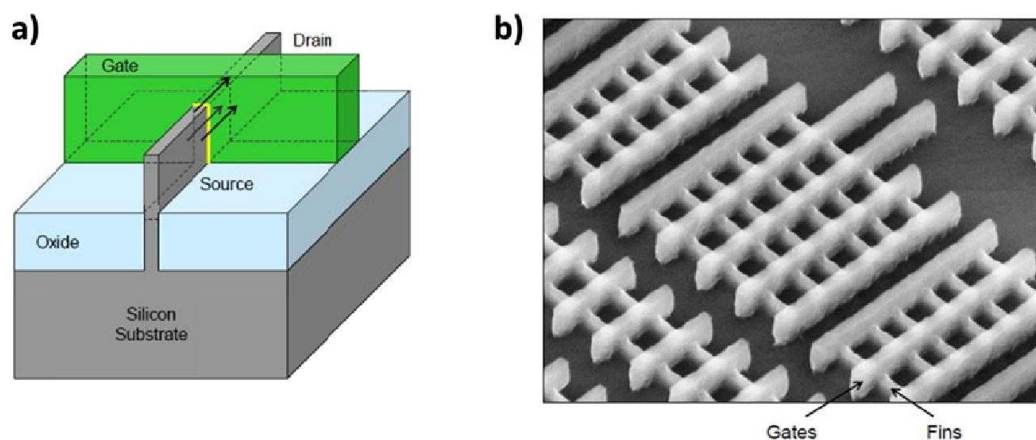 a)
Drain
Gate
Source
Oxide
Silicon
Substrate
b)
Gates
Fins